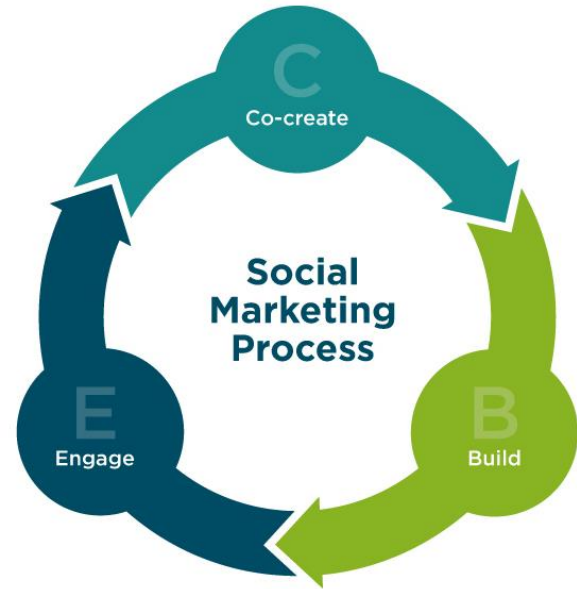 C
Co-create
Social
Marketing
Process
E
Engage
B
Build